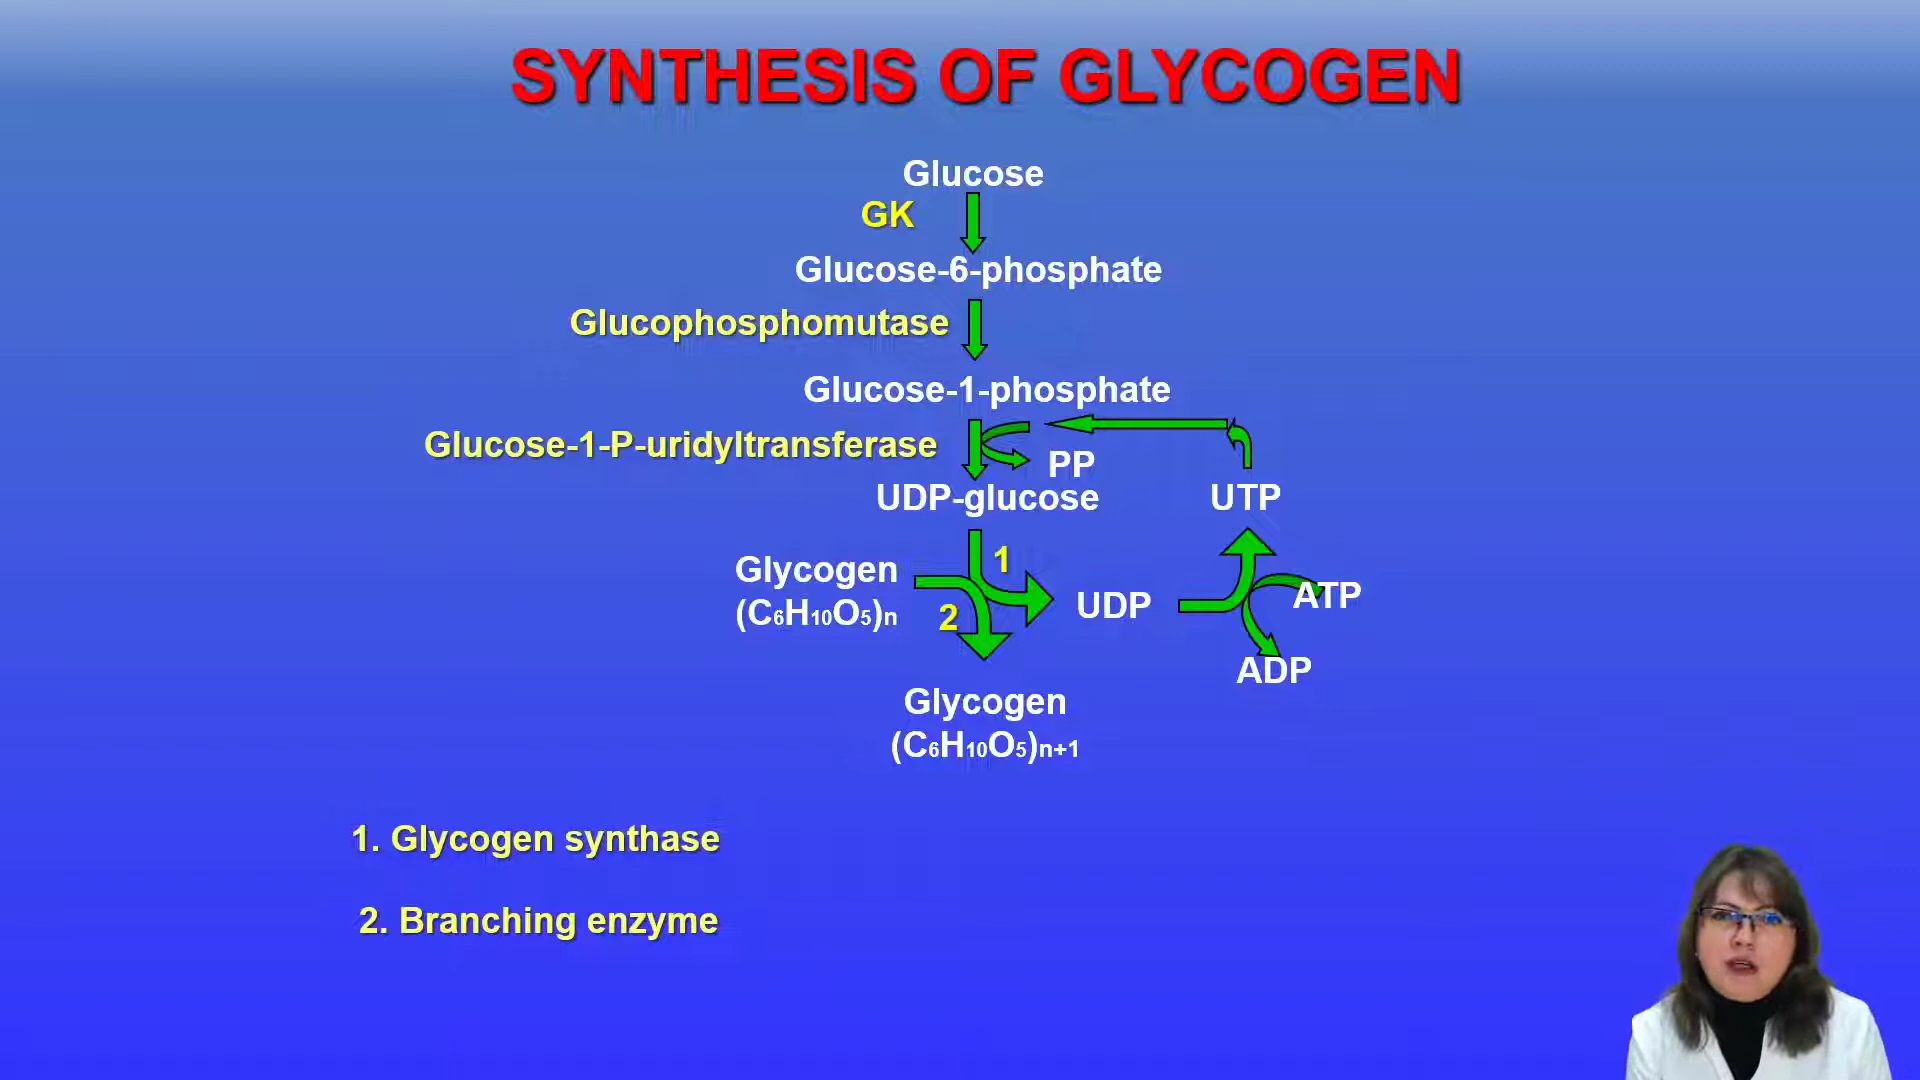 SYNTHESIS OF GLYCOGEN
Glucose
GK
Glucose-6-phosphate
Glucophosphomutase
Glucose-1-phosphate
Glucose-1-P-uridyltransferase
PP
UDP-glucose
UTP
1
Glycogen
(C₆H₁₀O₅)n
2
UDP
ATP
ADP
Glycogen
(C₆H₁₀O₅)n+1
1. Glycogen synthase
2. Branching enzyme